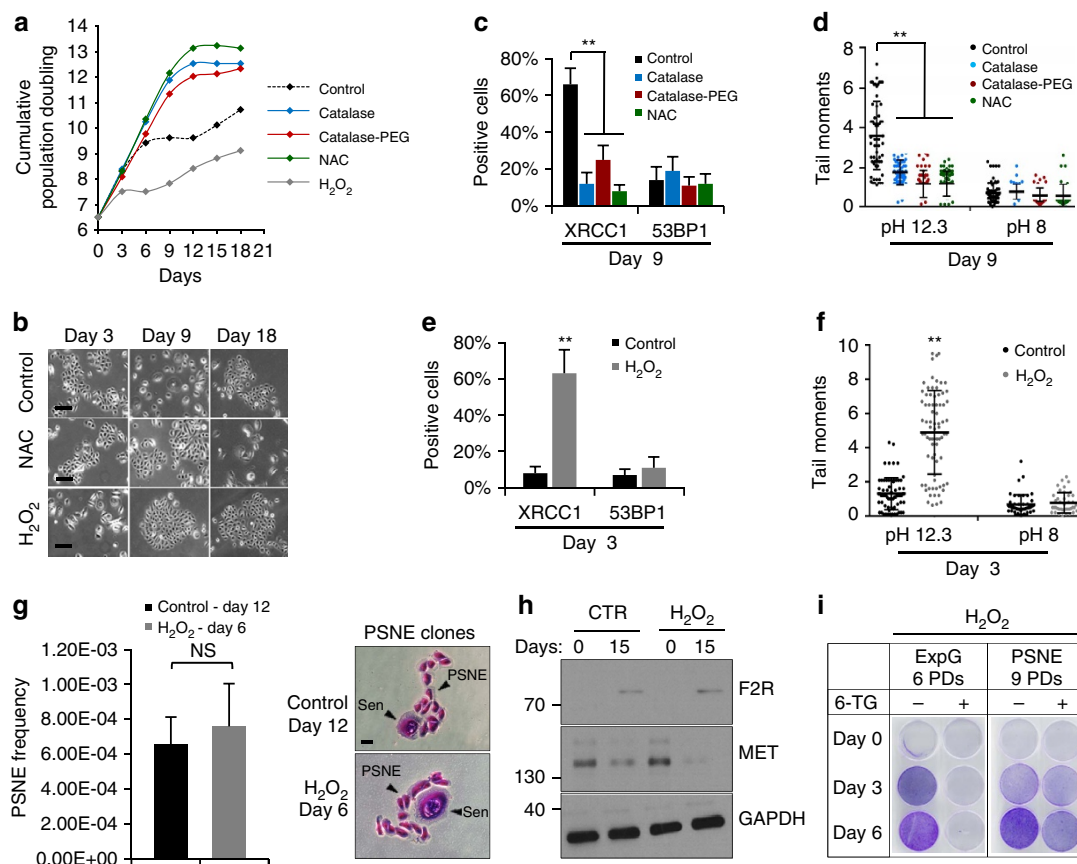 a
Cumulative
population doubling
14
13
12
11
10
9
8
7
6
0 3 6 9 12 15 18 21
Days
Control
Catalase
Catalase-PEG
NAC
H2O2
b
Day 3 Day 9 Day 18
Control
NAC
H2O2
c
Positive cells
80%
60%
40%
20%
0%
**
Control
Catalase
Catalase-PEG
NAC
XRCC1 53BP1
Day 9
d
Tail moments
8
6
4
2
0
**
Control
Catalase
Catalase-PEG
NAC
pH 12.3 pH 8
Day 9
e
Positive cells
80%
60%
40%
20%
0%
**
Control
H2O2
XRCC1 53BP1
Day 3
f
Tail moments
10
8
6
4
2
0
**
Control
H2O2
pH 12.3 pH 8
Day 3
g
Control - day 12
H2O2 - day 6
PSNE frequency
1.20E-03
1.00E-03
8.00E-04
6.00E-04
4.00E-04
2.00E-04
0.00E+00
NS
PSNE clones
Control
Day 12
PSNE
Sen
H2O2
Day 6
PSNE
Sen
h
CTR H2O2
Days: 0 15 0 15
70
F2R
130
MET
40
GAPDH
i
H2O2
ExpG
6 PDs
PSNE
9 PDs
6-TG − + − +
Day 0
Day 3
Day 6